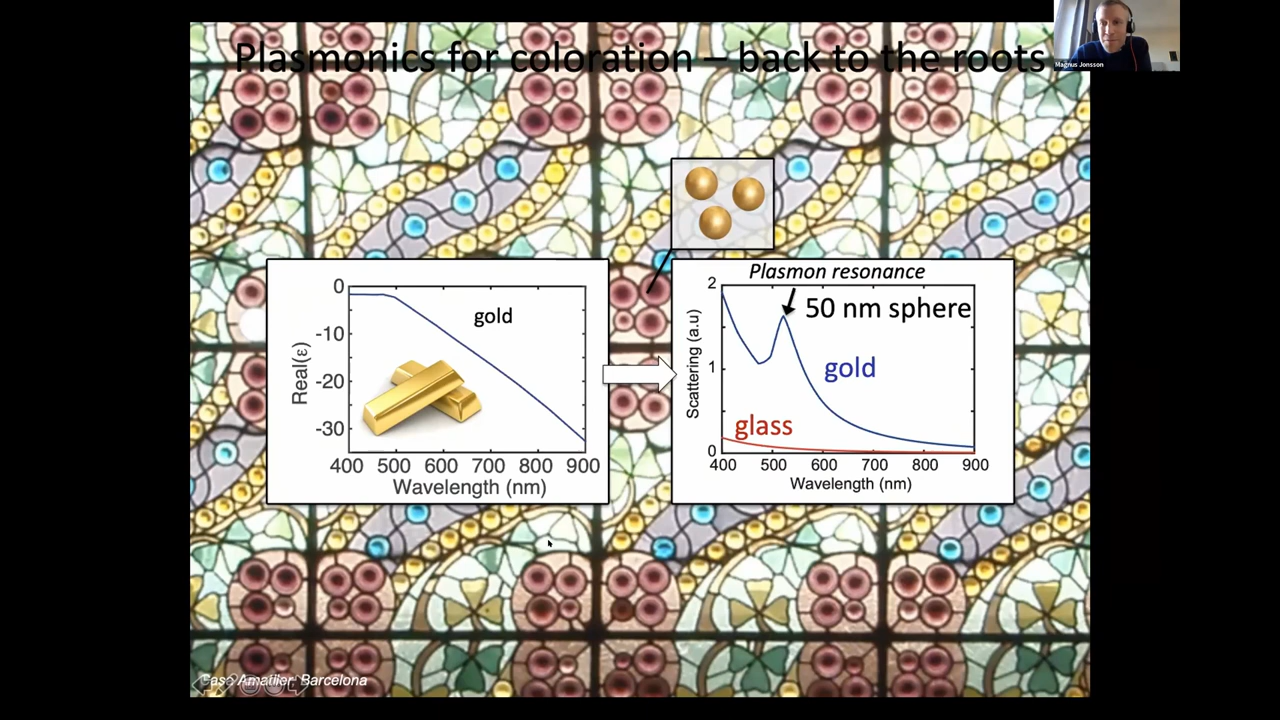 Plasmonics for coloration – back to the roots
Magnus Jonsson
0
-10
-20
-30
Real(ε)
gold
400 500 600 700 800 900
Wavelength (nm)
Plasmon resonance
50 nm sphere
gold
glass
2
1
0
Scattering (a.u)
400 500 600 700 800 900
Wavelength (nm)
Casa Amatller, Barcelona